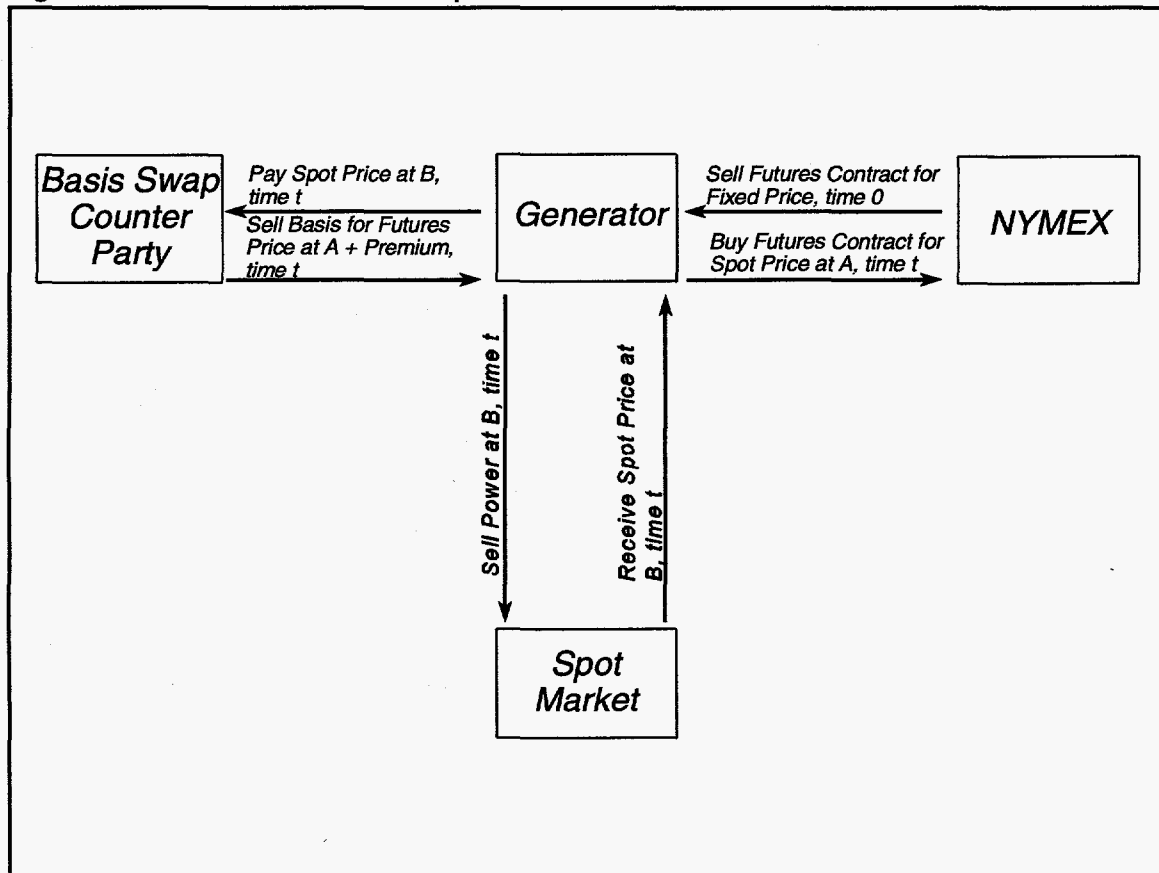 Basis Swap
Counter
Party
Pay Spot Price at B,
time t
Sell Basis for Futures
Price at A + Premium,
time t
Generator
Sell Futures Contract for
Fixed Price, time 0
Buy Futures Contract for
Spot Price at A, time t
NYMEX
Sell Power at B, time t
Receive Spot Price at
B, time t
Spot
Market